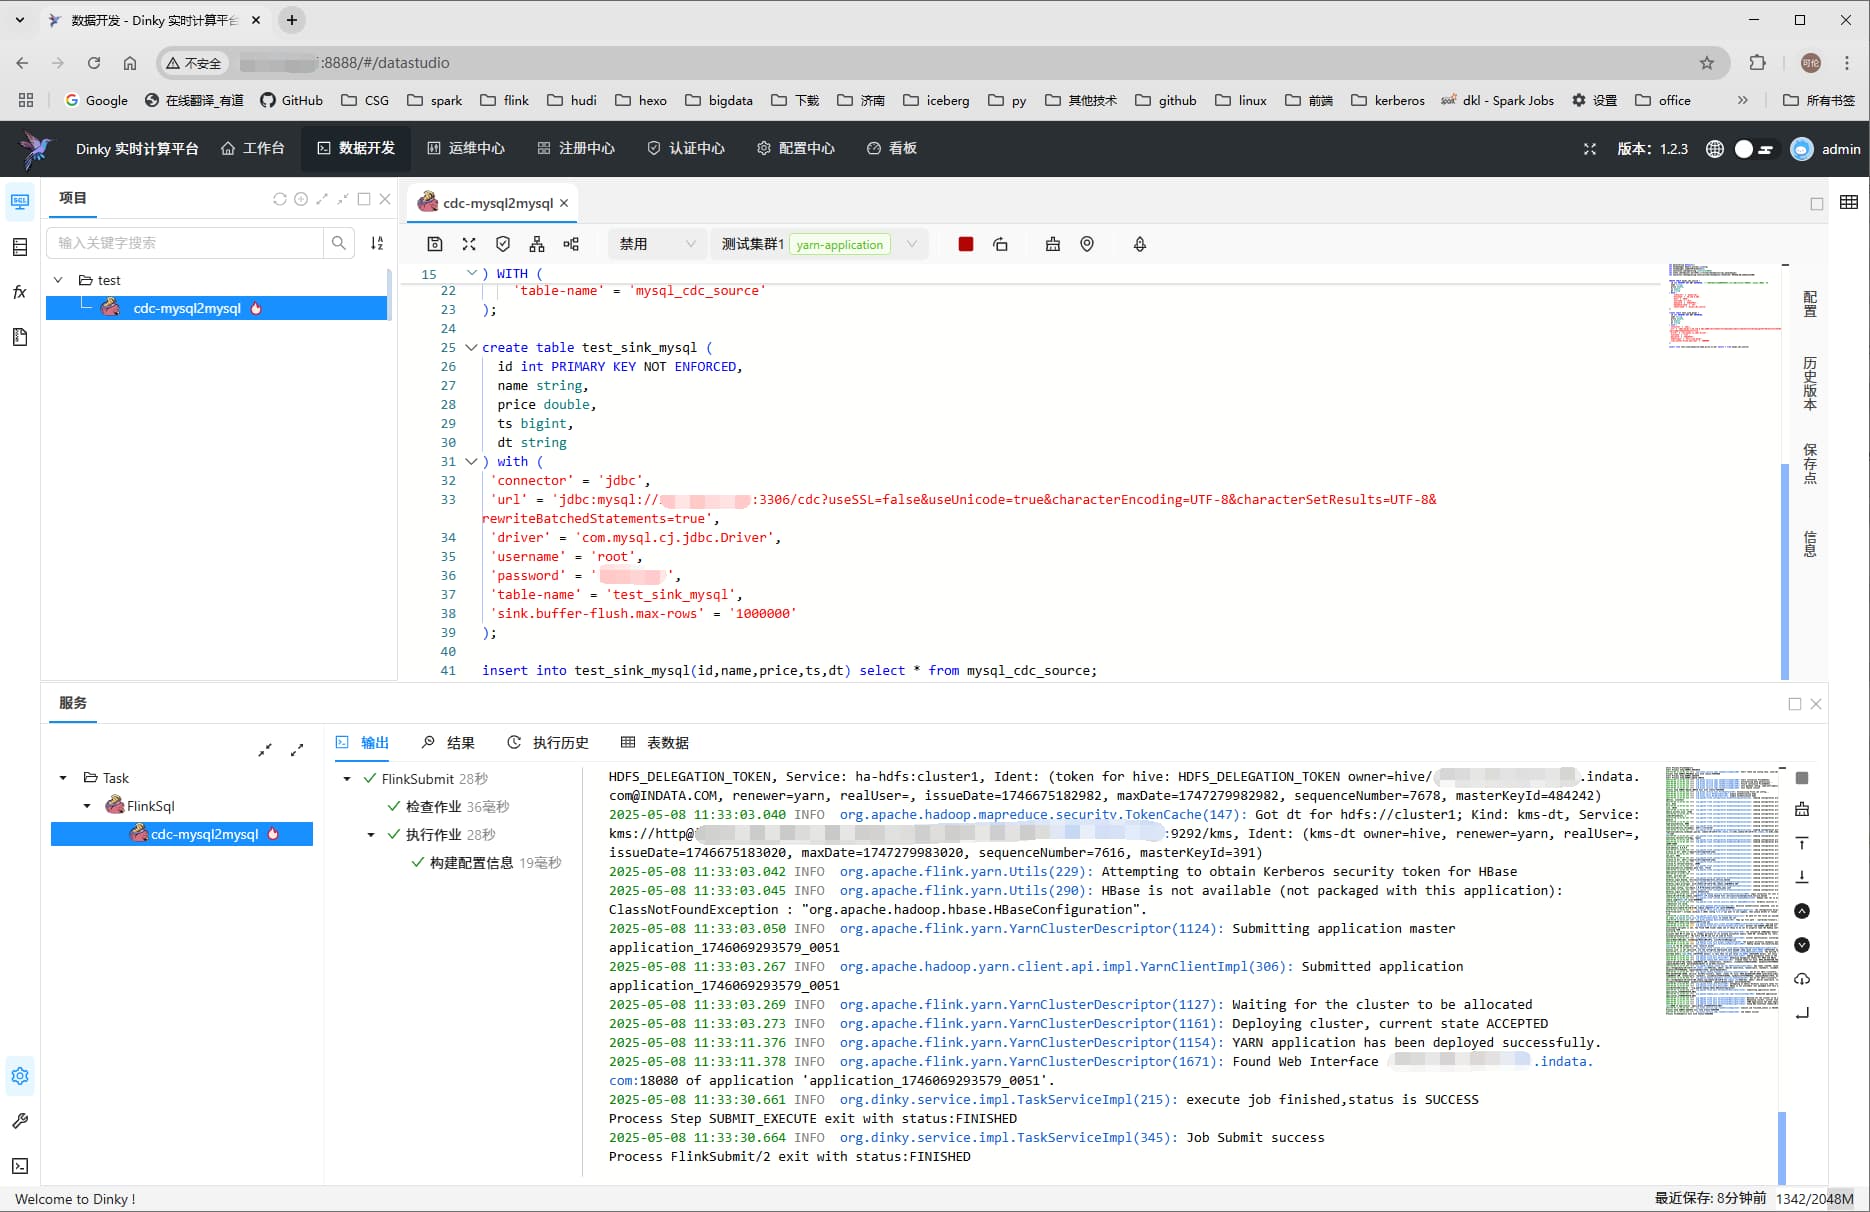 数据开发 - Dinky 实时计算平台
不安全
:8888/#/datastudio
可伦
Google
在线翻译_有道
GitHub
CSG
spark
flink
hudi
hexo
bigdata
下载
济南
iceberg
py
其他技术
github
linux
前端
kerberos
dkl - Spark Jobs
设置
office
所有书签
Dinky 实时计算平台
工作台
数据开发
运维中心
注册中心
认证中心
配置中心
看板
版本: 1.2.3
admin
项目
输入关键字搜索
test
cdc-mysql2mysql
cdc-mysql2mysql
禁用
测试集群1 yarn-application
15 ) WITH (
22 'table-name' = 'mysql_cdc_source'
23 );
24
25 create table test_sink_mysql (
26 id int PRIMARY KEY NOT ENFORCED,
27 name string,
28 price double,
29 ts bigint,
30 dt string
31 ) with (
32 'connector' = 'jdbc',
33 'url' = 'jdbc:mysql:// :3306/cdc?useSSL=false&useUnicode=true&characterEncoding=UTF-8&characterSetResults=UTF-8&
rewriteBatchedStatements=true',
34 'driver' = 'com.mysql.cj.jdbc.Driver',
35 'username' = 'root',
36 'password' = ' ',
37 'table-name' = 'test_sink_mysql',
38 'sink.buffer-flush.max-rows' = '1000000'
39 );
40
41 insert into test_sink_mysql(id,name,price,ts,dt) select * from mysql_cdc_source;
配置
历史版本
保存点
信息
服务
Task
FlinkSql
cdc-mysql2mysql
输出
结果
执行历史
表数据
FlinkSubmit 28秒
检查作业 36毫秒
执行作业 28秒
构建配置信息 19毫秒
HDFS_DELEGATION_TOKEN, Service: ha-hdfs:cluster1, Ident: (token for hive: HDFS_DELEGATION_TOKEN owner=hive/ .indata.
com@INDATA.COM, renewer=yarn, realUser=, issueDate=1746675182982, maxDate=1747279982982, sequenceNumber=7678, masterKeyId=484242)
2025-05-08 11:33:03.040 INFO org.apache.hadoop.mapreduce.security.TokenCache(147): Got dt for hdfs://cluster1; Kind: kms-dt, Service:
kms://http@ :9292/kms, Ident: (kms-dt owner=hive, renewer=yarn, realUser=,
issueDate=1746675183020, maxDate=1747279983020, sequenceNumber=7616, masterKeyId=391)
2025-05-08 11:33:03.042 INFO org.apache.flink.yarn.Utils(229): Attempting to obtain Kerberos security token for HBase
2025-05-08 11:33:03.045 INFO org.apache.flink.yarn.Utils(290): HBase is not available (not packaged with this application):
ClassNotFoundException : "org.apache.hadoop.hbase.HBaseConfiguration".
2025-05-08 11:33:03.050 INFO org.apache.flink.yarn.YarnClusterDescriptor(1124): Submitting application master
application_1746069293579_0051
2025-05-08 11:33:03.267 INFO org.apache.hadoop.yarn.client.api.impl.YarnClientImpl(306): Submitted application
application_1746069293579_0051
2025-05-08 11:33:03.269 INFO org.apache.flink.yarn.YarnClusterDescriptor(1127): Waiting for the cluster to be allocated
2025-05-08 11:33:03.273 INFO org.apache.flink.yarn.YarnClusterDescriptor(1161): Deploying cluster, current state ACCEPTED
2025-05-08 11:33:11.376 INFO org.apache.flink.yarn.YarnClusterDescriptor(1154): YARN application has been deployed successfully.
2025-05-08 11:33:11.378 INFO org.apache.flink.yarn.YarnClusterDescriptor(1671): Found Web Interface .indata.
com:18080 of application 'application_1746069293579_0051'.
2025-05-08 11:33:30.661 INFO org.dinky.service.impl.TaskServiceImpl(215): execute job finished,status is SUCCESS
Process Step SUBMIT_EXECUTE exit with status:FINISHED
2025-05-08 11:33:30.664 INFO org.dinky.service.impl.TaskServiceImpl(345): Job Submit success
Process FlinkSubmit/2 exit with status:FINISHED
Welcome to Dinky !
最近保存: 8分钟前
1342/2048M